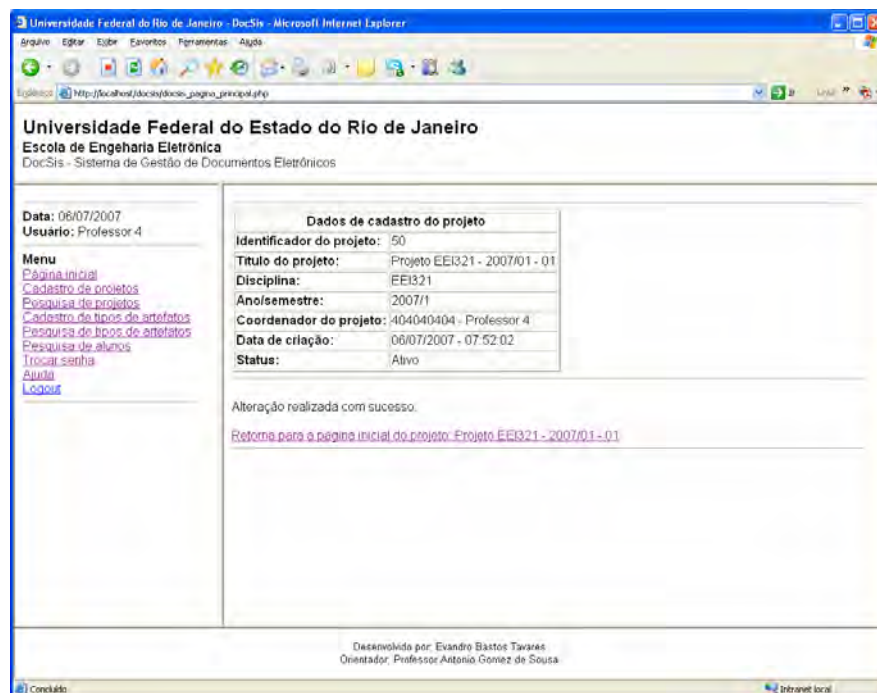 Universidade Federal do Rio de Janeiro - DocSis - Microsoft Internet Explorer
Arquivo Editar Exibir Favoritos Ferramentas Ajuda
Endereço http://localhost/docsis/docsis_pagina_principal.php
Universidade Federal do Estado do Rio de Janeiro
Escola de Engeharia Eletrônica
DocSis - Sistema de Gestão de Documentos Eletrônicos
Data: 06/07/2007
Usuário: Professor 4
Menu
Página inicial
Cadastro de projetos
Pesquisa de projetos
Cadastro de tipos de artefatos
Pesquisa de tipos de artefatos
Pesquisa de alunos
Trocar senha
Ajuda
Logout
Dados de cadastro do projeto
Identificador do projeto: 50
Título do projeto: Projeto EEI321 - 2007/01 - 01
Disciplina: EEI321
Ano/semestre: 2007/1
Coordenador do projeto: 404040404 - Professor 4
Data de criação: 06/07/2007 - 07:52:02
Status: Ativo
Alteração realizada com sucesso.
Retorna para a página inicial do projeto: Projeto EEI321 - 2007/01 - 01
Desenvolvido por: Evandro Bastos Tavares
Orientador: Professor Antonio Gomez de Sousa
Concluído
Intranet local